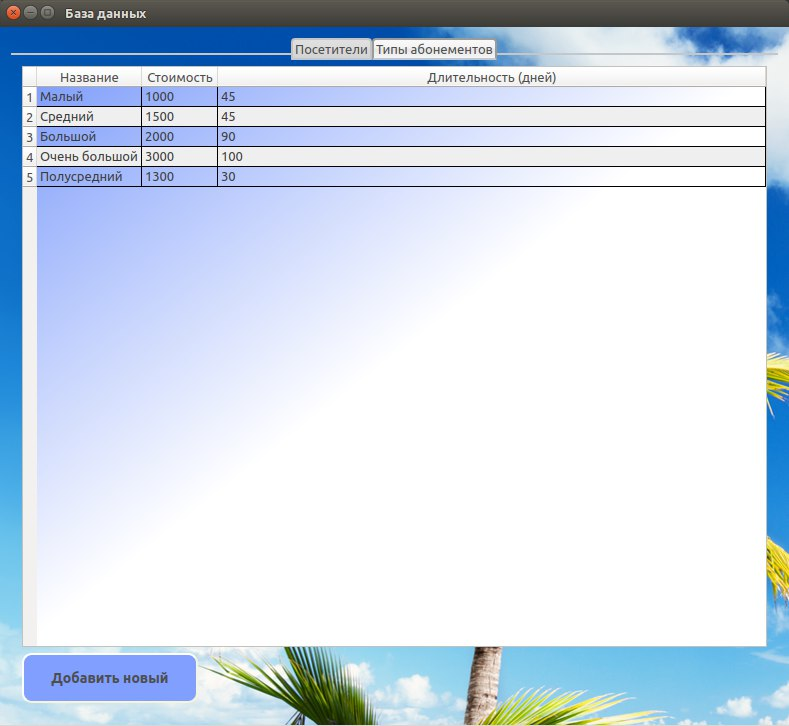 База данных
Посетители Типы абонементов
Название Стоимость Длительность (дней)
1 Малый 1000 45
2 Средний 1500 45
3 Большой 2000 90
4 Очень большой 3000 100
5 Полусредний 1300 30
Добавить новый